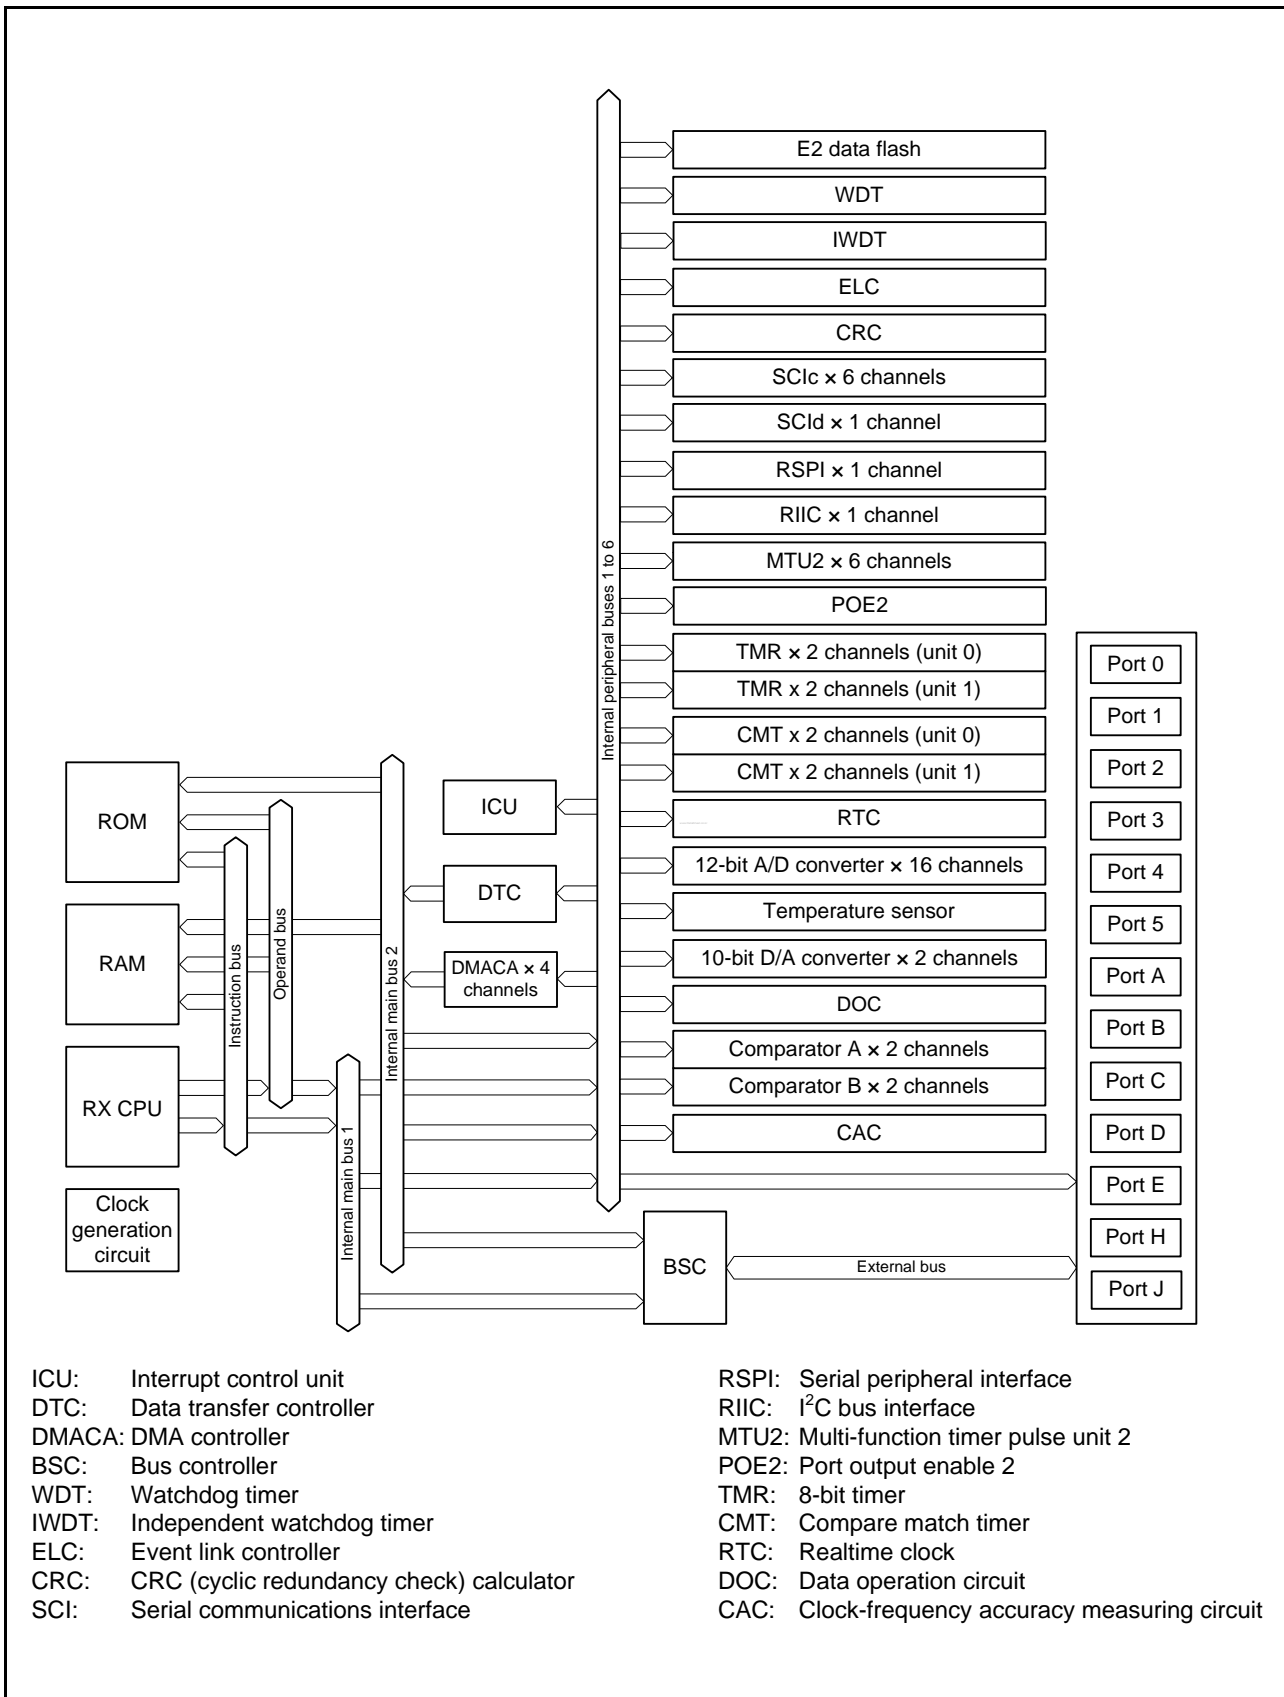 E2 data flash
WDT
IWDT
ELC
CRC
SCIc × 6 channels
SCId × 1 channel
RSPI × 1 channel
RIIC × 1 channel
MTU2 × 6 channels
POE2
TMR × 2 channels (unit 0)
TMR x 2 channels (unit 1)
CMT x 2 channels (unit 0)
CMT x 2 channels (unit 1)
RTC
12-bit A/D converter × 16 channels
Temperature sensor
10-bit D/A converter × 2 channels
DOC
Comparator A × 2 channels
Comparator B × 2 channels
CAC
Internal peripheral buses 1 to 6
Port 0
Port 1
Port 2
Port 3
Port 4
Port 5
Port A
Port B
Port C
Port D
Port E
Port H
Port J
ROM
RAM
RX CPU
Clock
generation
circuit
Instruction bus
Operand bus
Internal main bus 1
Internal main bus 2
ICU
DTC
DMACA × 4
channels
BSC
External bus
ICU: Interrupt control unit
DTC: Data transfer controller
DMACA: DMA controller
BSC: Bus controller
WDT: Watchdog timer
IWDT: Independent watchdog timer
ELC: Event link controller
CRC: CRC (cyclic redundancy check) calculator
SCI: Serial communications interface
RSPI: Serial peripheral interface
RIIC: I²C bus interface
MTU2: Multi-function timer pulse unit 2
POE2: Port output enable 2
TMR: 8-bit timer
CMT: Compare match timer
RTC: Realtime clock
DOC: Data operation circuit
CAC: Clock-frequency accuracy measuring circuit